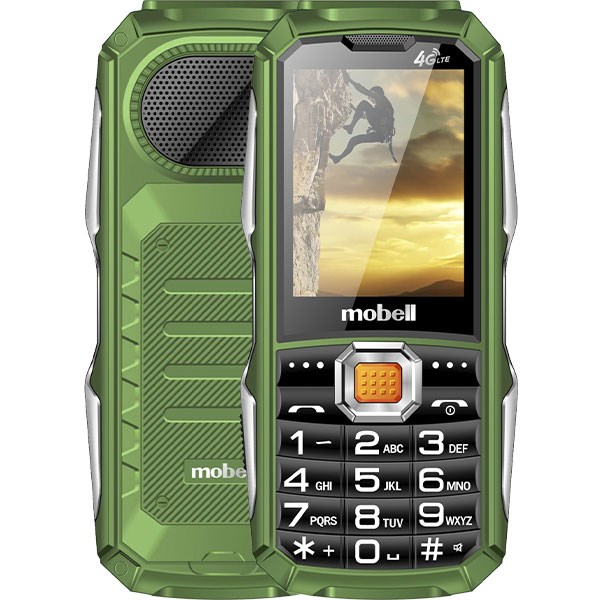 4G LTE
mobell
1 –
2 ABC
3 DEF
4 GHI
5 JKL
6 MNO
7 PQRS
8 TUV
9 WXYZ
* +
0
#
mobe